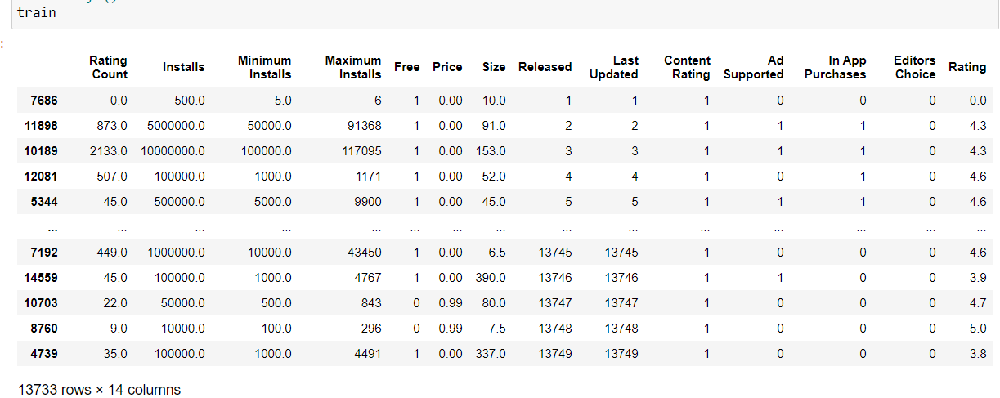 train
Rating Count Installs Minimum Installs Maximum Installs Free Price Size Released Last Updated Content Rating Ad Supported In App Purchases Editors Choice Rating
7686 0.0 500.0 5.0 6 1 0.00 10.0 1 1 1 0 0 0 0.0
11898 873.0 5000000.0 50000.0 91368 1 0.00 91.0 2 2 1 1 1 0 4.3
10189 2133.0 10000000.0 100000.0 117095 1 0.00 153.0 3 3 1 1 1 0 4.3
12081 507.0 100000.0 1000.0 1171 1 0.00 52.0 4 4 1 0 1 0 4.6
5344 45.0 500000.0 5000.0 9900 1 0.00 45.0 5 5 1 1 1 0 4.6
... ... ... ... ... ... ... ... ... ... ... ... ... ... ...
7192 449.0 1000000.0 10000.0 43450 1 0.00 6.5 13745 13745 1 0 0 0 4.6
14559 45.0 100000.0 1000.0 4767 1 0.00 390.0 13746 13746 1 1 0 0 3.9
10703 22.0 50000.0 500.0 843 0 0.99 80.0 13747 13747 1 0 0 0 4.7
8760 9.0 10000.0 100.0 296 0 0.99 7.5 13748 13748 1 0 0 0 5.0
4739 35.0 100000.0 1000.0 4491 1 0.00 337.0 13749 13749 1 0 0 0 3.8
13733 rows × 14 columns